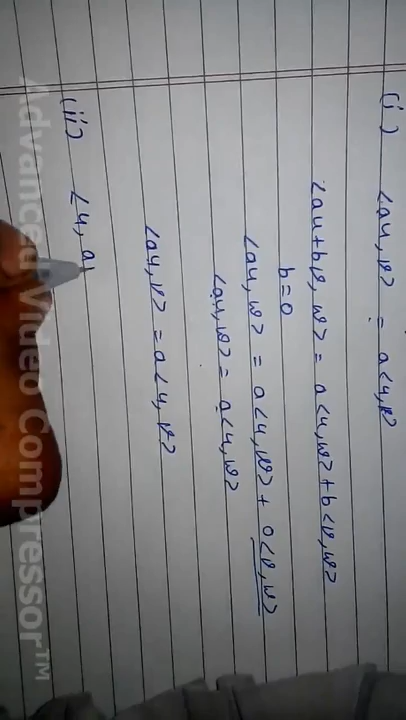 (i) <au, v> = a<u, v>
<au+bv, w> = a<u,w> + b<v,w>
b=0
<au, w> = a<u,w> + 0<v,w>
<au, w> = a<u,w>
<au, v> = a<u, v>
(ii) <u, a
Advanced Video Compressor™